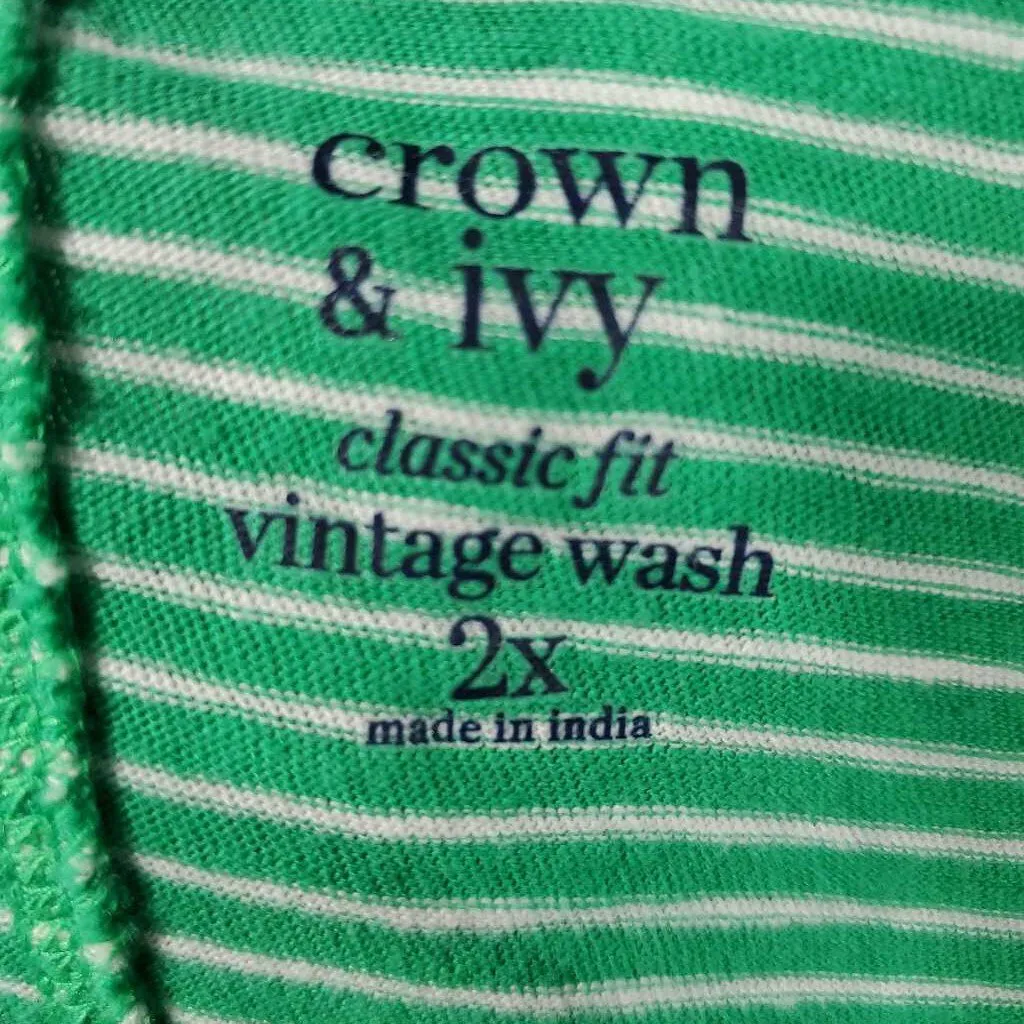 crown
& ivy
classic fit
vintage wash
2x
made in india